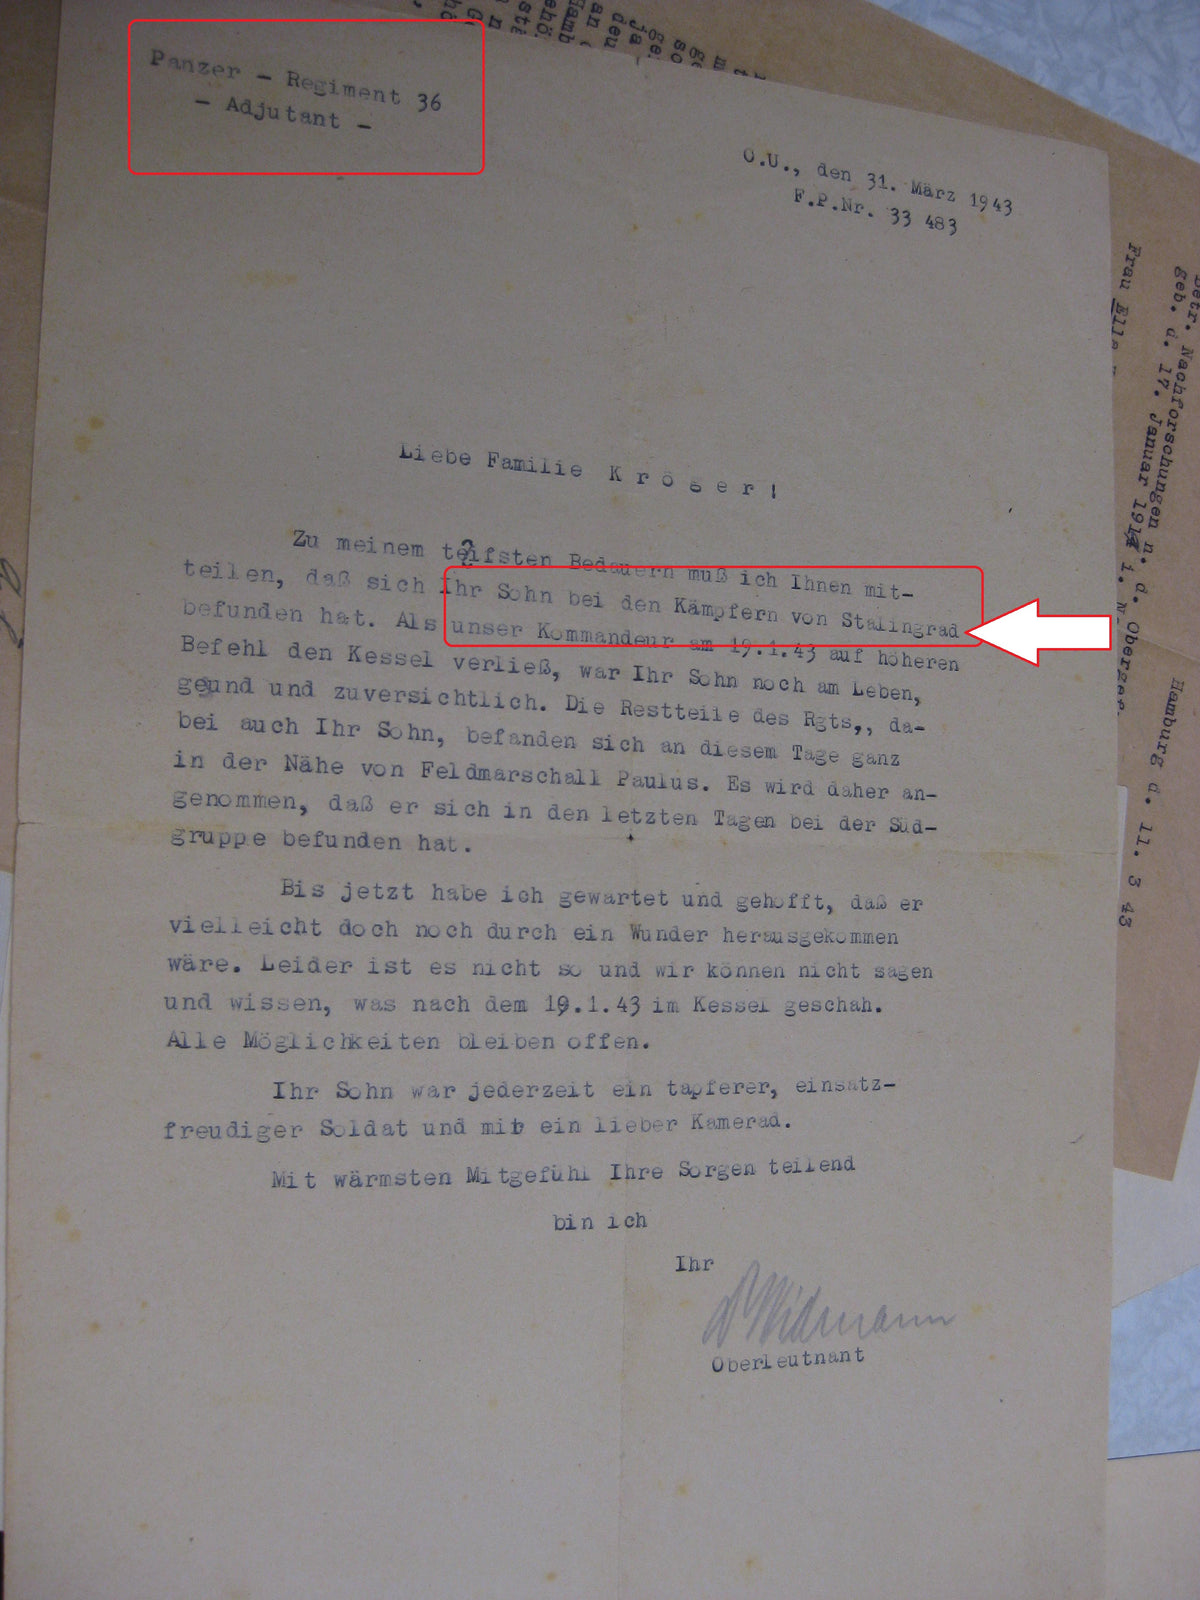 Panzer - Regiment 36
- Adjutant -
O.U., den 31. März 1943
F.P.Nr. 33 483
Liebe Familie K r ö g e r !
Zu meinem teifsten Bedauern muß ich Ihnen mit-
teilen, daß sich Ihr Sohn bei den Kämpfern von Stalingrad
befunden hat. Als unser Kommandeur am 19.1.43 auf höheren
Befehl den Kessel verließ, war Ihr Sohn noch am Leben,
gesund und zuversichtlich. Die Restteile des Rgts,, da-
bei auch Ihr Sohn, befanden sich an diesem Tage ganz
in der Nähe von Feldmarschall Paulus. Es wird daher an-
genommen, daß er sich in den letzten Tagen bei der Süd-
gruppe befunden hat.
Bis jetzt habe ich gewartet und gehofft, daß er
vielleicht doch noch durch ein Wunder herausgekommen
wäre. Leider ist es nicht so und wir können nicht sagen
und wissen, was nach dem 19.1.43 im Kessel geschah.
Alle Möglichkeiten bleiben offen.
Ihr Sohn war jederzeit ein tapferer, einsatz-
freudiger Soldat und mir ein lieber Kamerad.
Mit wärmsten Mitgefühl Ihre Sorgen teilend
bin ich
Ihr
Widmann
Oberleutnant
Betr. Nachforschungen n. d. Obergefr.
geb. d. 17. Januar 1914
Frau Ella
Hamburg d. 11. 3 43